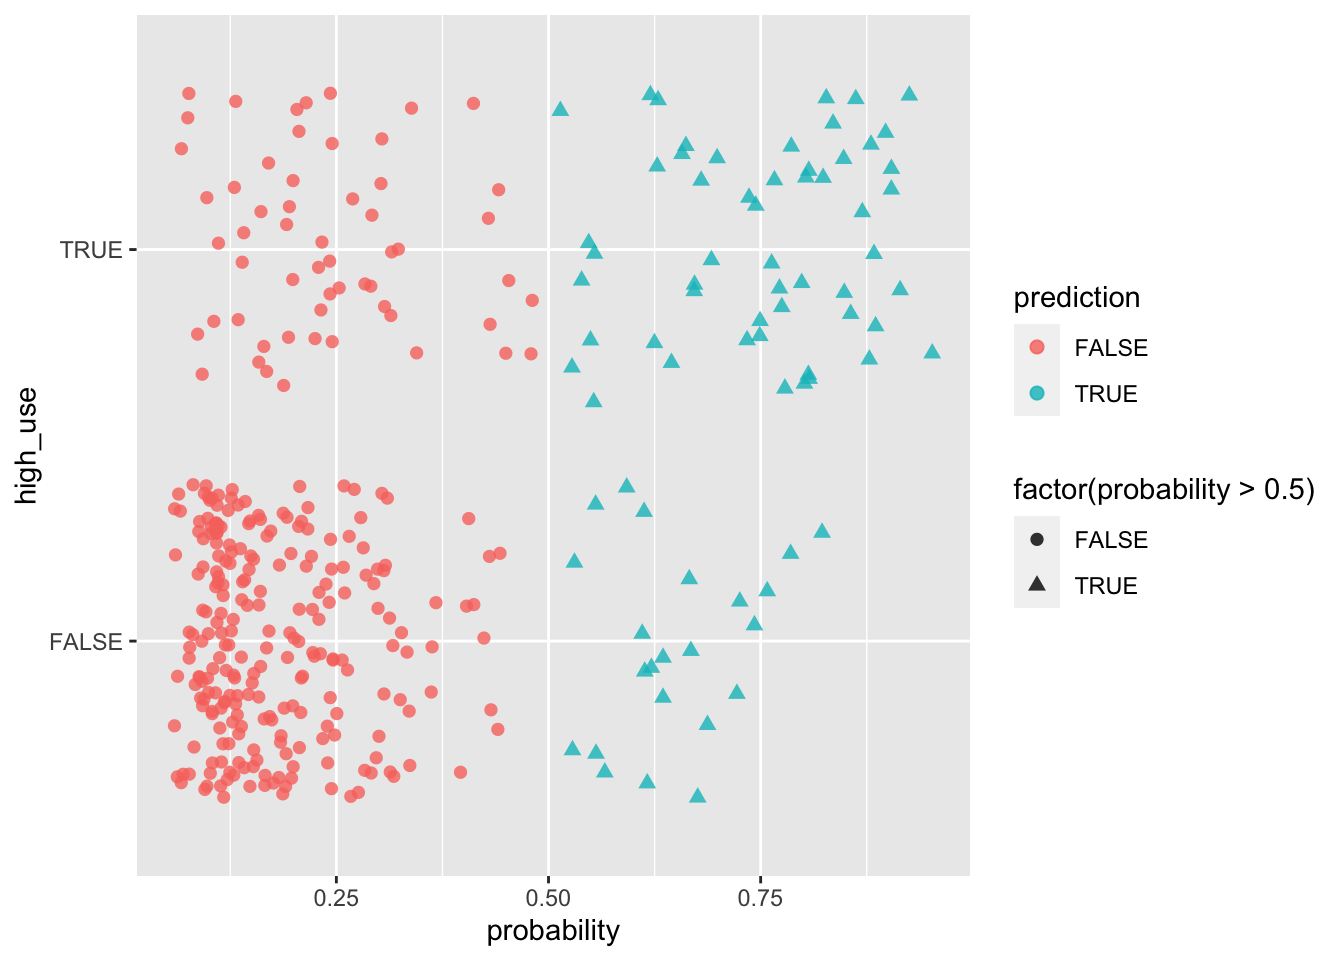 high_use
TRUE
FALSE
0.25
0.50
0.75
probability
prediction
FALSE
TRUE
factor(probability > 0.5)
FALSE
TRUE